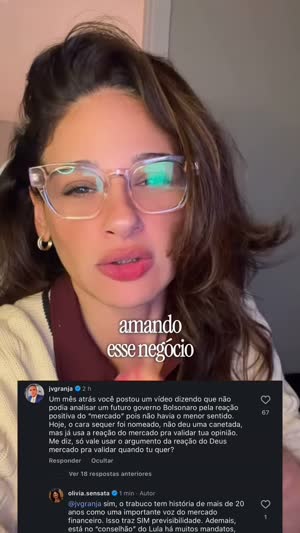 amando
esse negócio
jvgranja 2 h
Um mês atrás você postou um vídeo dizendo que não
podia analisar um futuro governo Bolsonaro pela reação
positiva do “mercado” pois não havia o menor sentido.
Hoje, o cara sequer foi nomeado, não deu uma canetada,
mas já usa a reação do mercado pra validar tua opinião.
Me diz, só vale usar o argumento da reação do Deus
mercado pra validar quando tu quer?
67
Responder Ocultar
Ver 18 respostas anteriores
olivia.sensata 1 min · Autor
@jvgranja sim, o trabuco tem história de mais de 20
anos como uma importante voz do mercado
financeiro. Isso traz SIM previsibilidade. Ademais,
está no “conselhão” do Lula há muitos mandatos,
1